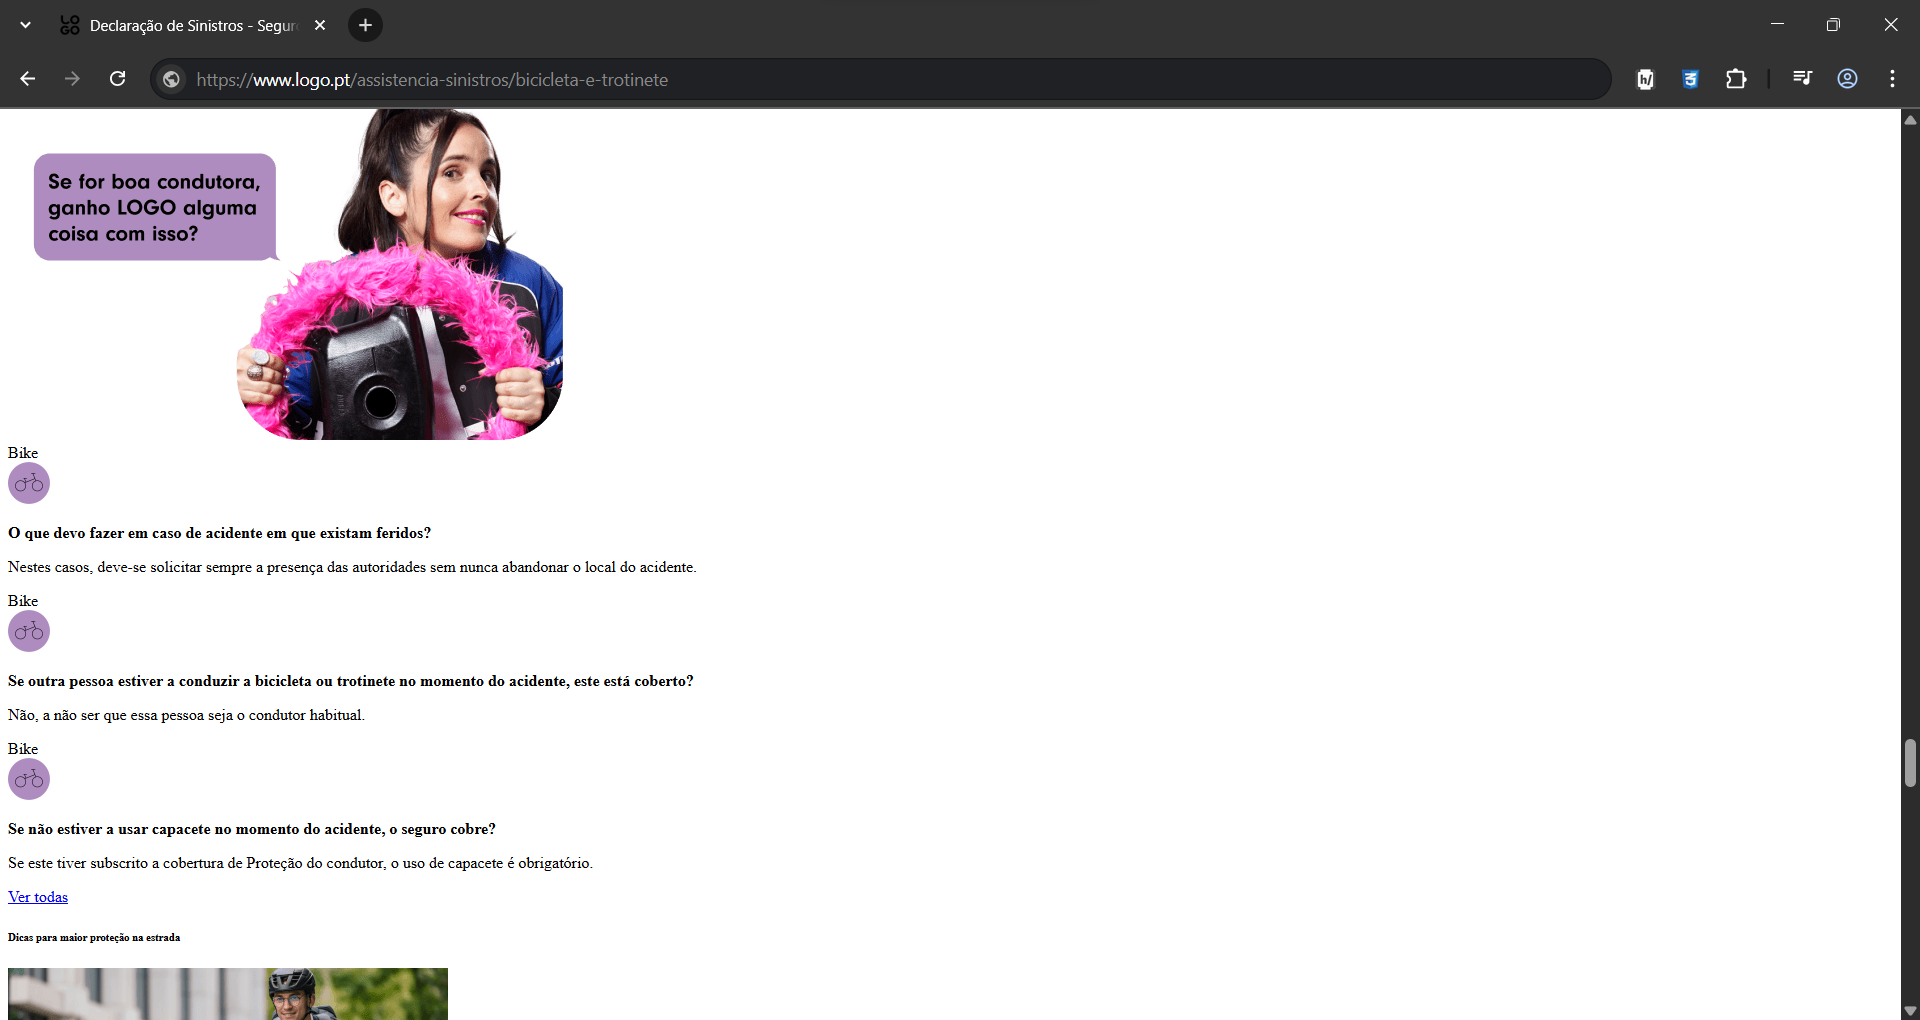 LO
GO
Declaração de Sinistros - Segur
https://www.logo.pt/assistencia-sinistros/bicicleta-e-trotinete
Se for boa condutora,
ganho LOGO alguma
coisa com isso?
Bike
O que devo fazer em caso de acidente em que existam feridos?
Nestes casos, deve-se solicitar sempre a presença das autoridades sem nunca abandonar o local do acidente.
Bike
Se outra pessoa estiver a conduzir a bicicleta ou trotinete no momento do acidente, este está coberto?
Não, a não ser que essa pessoa seja o condutor habitual.
Bike
Se não estiver a usar capacete no momento do acidente, o seguro cobre?
Se este tiver subscrito a cobertura de Proteção do condutor, o uso de capacete é obrigatório.
Ver todas
Dicas para maior proteção na estrada